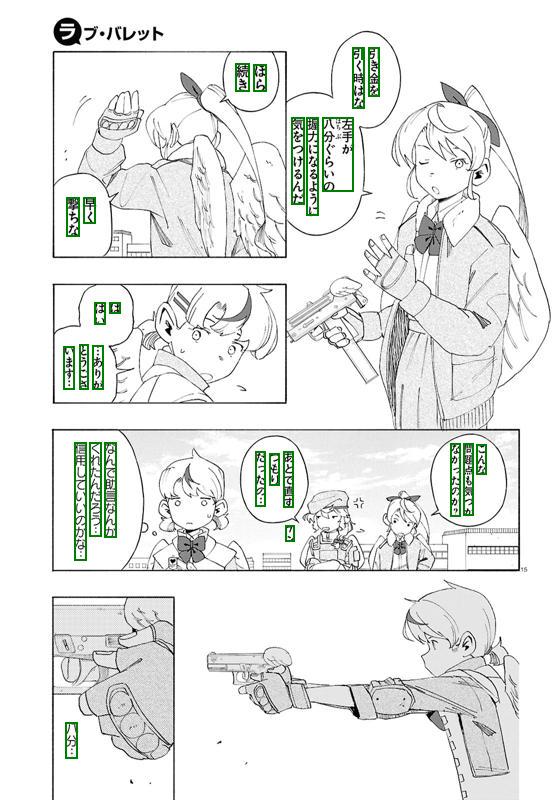 ラブ・バレット
引き金を
引く時はな
左手が
八分ぐらいの
はちぶ
握力になるように
気をつけるんだ
ほら
続き
早く
撃ちな
は
はい
…ありが
とうござ
います…
こんな
問題点も気づか
なかったのか?
あとで直す
つもり
だったの…
?こ
なんで助言なんか
くれたんだろう…
信用していいのかな…
15
八分…